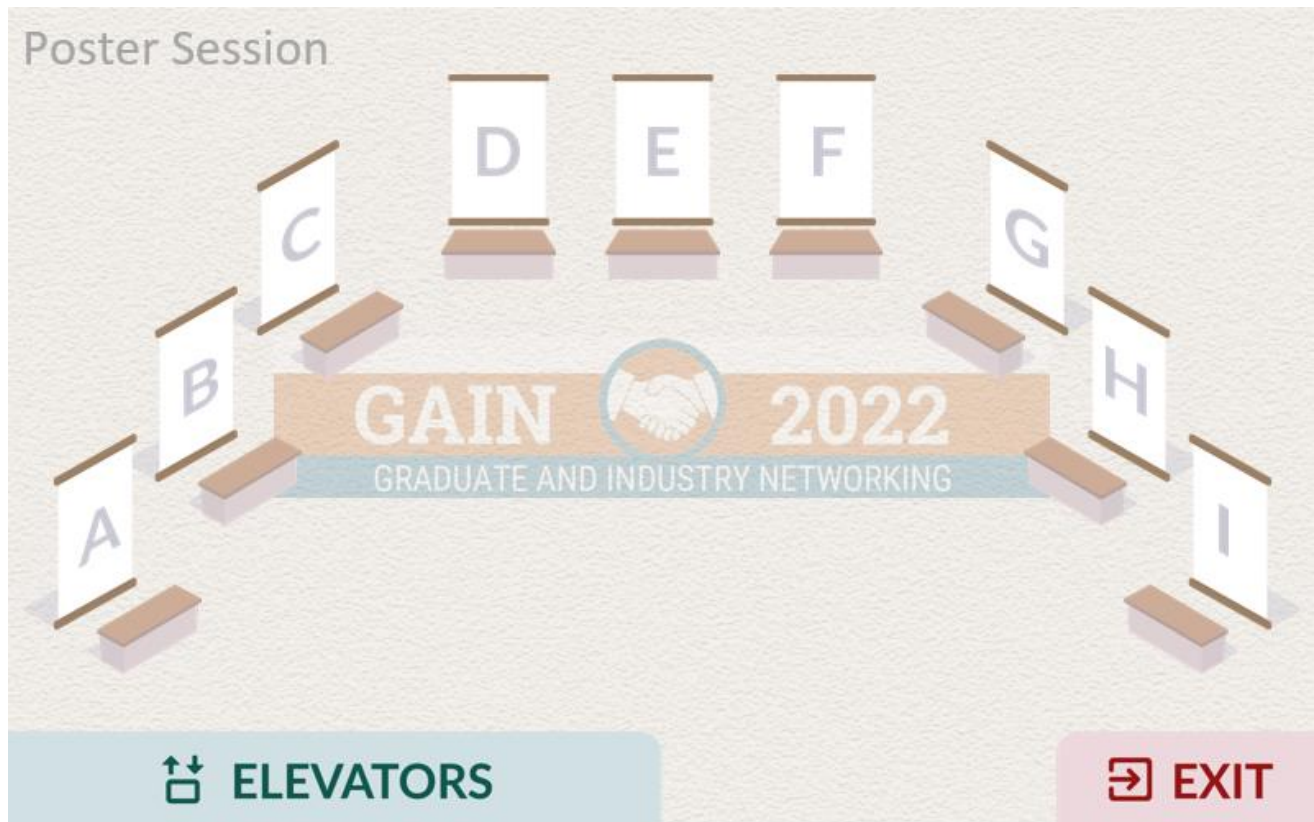 Poster Session
D E F
C G
B H
A I
GAIN 2022
GRADUATE AND INDUSTRY NETWORKING
ELEVATORS EXIT